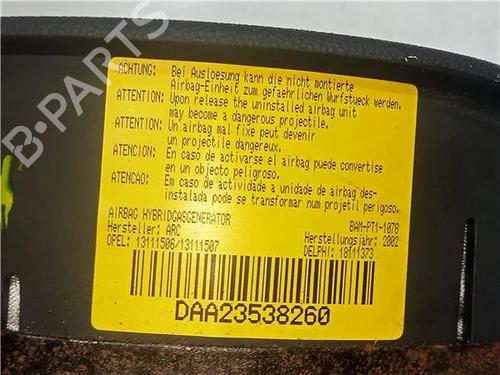 B-PARTS
ACHTUNG: Bei Ausloesung kann die nicht montierte
Airbag-Einheit zum gefaehrlichen Wurfstueck werden.
ATTENTION: Upon release the uninstalled airbag unit
may become a dangerous projectile.
ATTENTION: Un airbag mal fixe peut devenir
un projectile dangereux.
ATENCION: En caso de activarse el airbag puede convertise
en un objecto peligroso.
ATENCAO: Em caso de actividade a unidade de airbag des-
instalada poda se transformar num projetil perigoso.
AIRBAG HYBRIDGASGENERATOR BAM-PT1-1078
Hersteller: ARC Herstellungsjahr: 2002
OPEL: 13111506/13111507 DELPHI: 18111373
DAA23538260